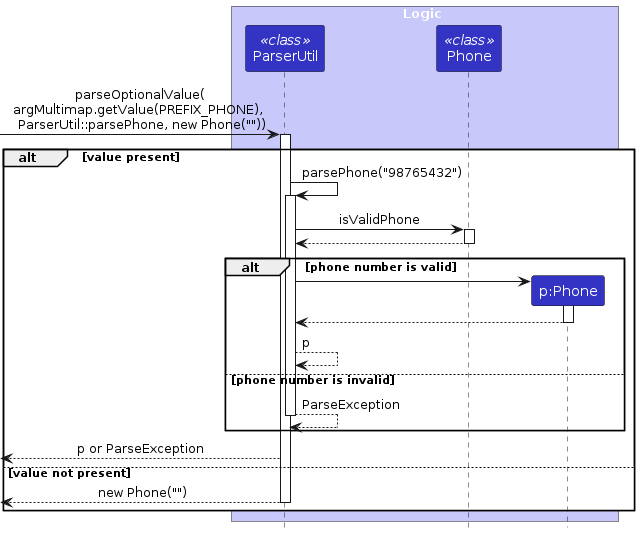 Logic
«class»
ParserUtil
«class»
Phone
parseOptionalValue(
argMultimap.getValue(PREFIX_PHONE),
ParserUtil::parsePhone, new Phone(""))
alt [value present]
parsePhone("98765432")
isValidPhone
alt [phone number is valid]
p:Phone
p
[phone number is invalid]
ParseException
p or ParseException
[value not present]
new Phone("")